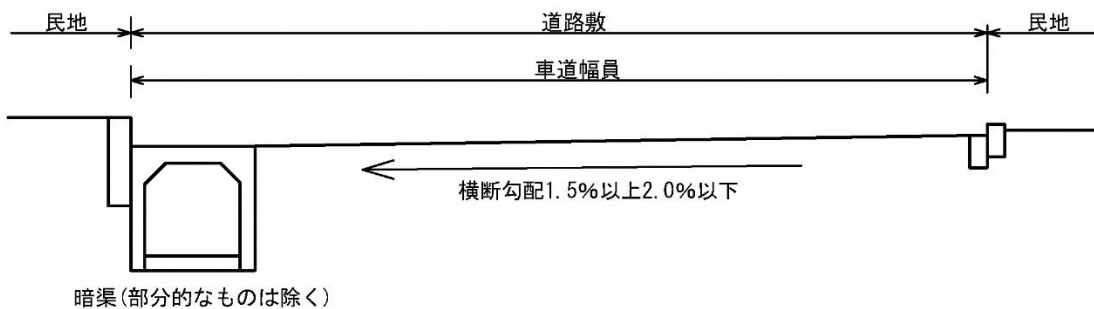 民地
道路敷
民地
車道幅員
横断勾配1.5%以上2.0%以下
暗渠(部分的なものは除く)